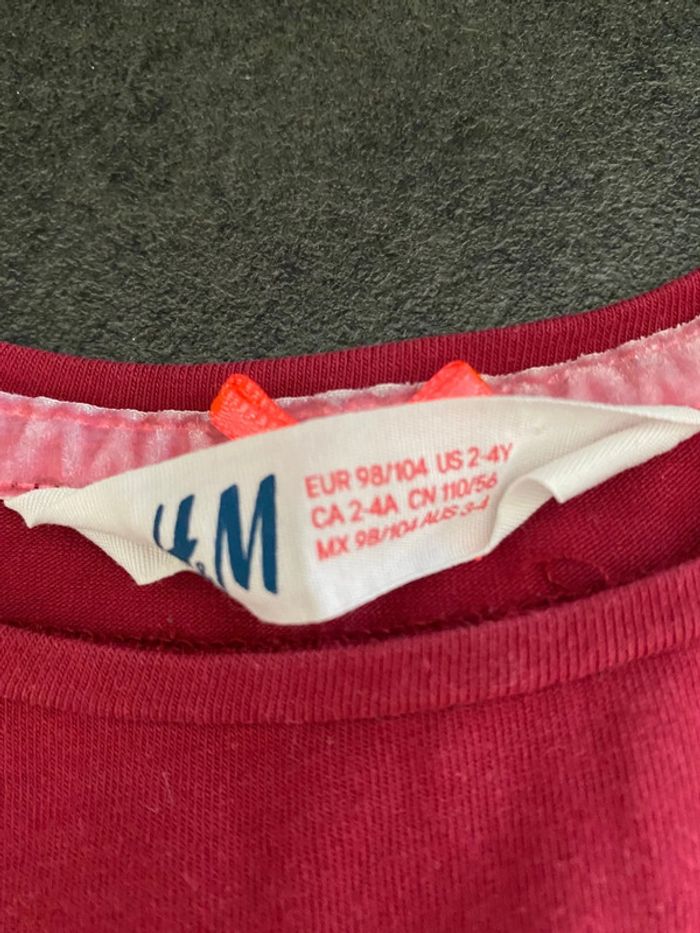 H&M
EUR 98/104 US 2-4Y
CA 2-4A CN 110/56
MX 98/104 AUS 3-4